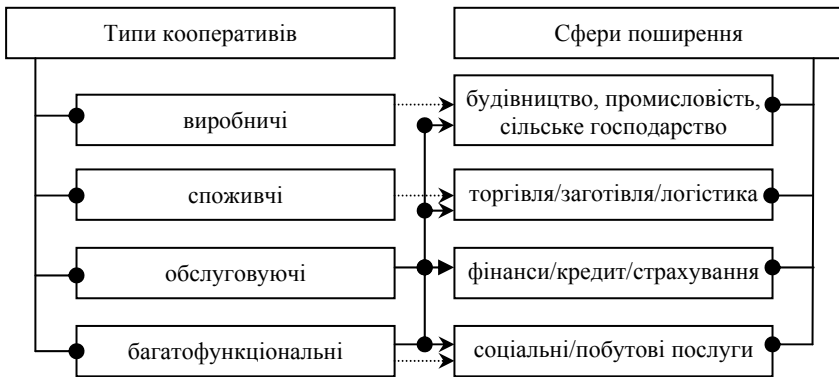 Типи кооперативів
Сфери поширення
виробничі
будівництво, промисловість,
сільське господарство
споживчі
торгівля/заготівля/логістика
обслуговуючі
фінанси/кредит/страхування
багатофункціональні
соціальні/побутові послуги